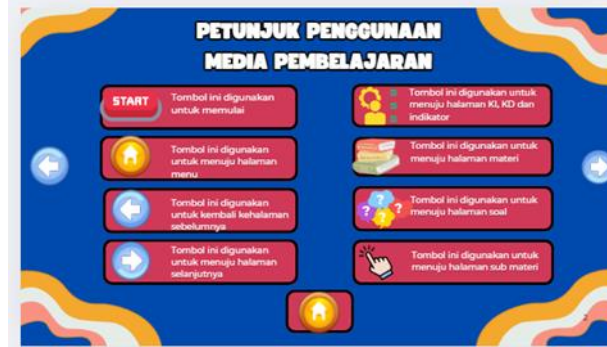 PETUNJUK PENGGUNAAN
MEDIA PEMBELAJARAN
START
Tombol ini digunakan
untuk memulai
Tombol ini digunakan
untuk menuju halaman
menu
Tombol ini digunakan
untuk kembali kehalaman
sebelumnya
Tombol ini digunakan
untuk menuju halaman
selanjutnya
Tombol ini digunakan untuk
menuju halaman KI, KD dan
indikator
Tombol ini digunakan untuk
menuju halaman materi
Tombol ini digunakan untuk
menuju halaman soal
Tombol ini digunakan untuk
menuju halaman sub materi
2